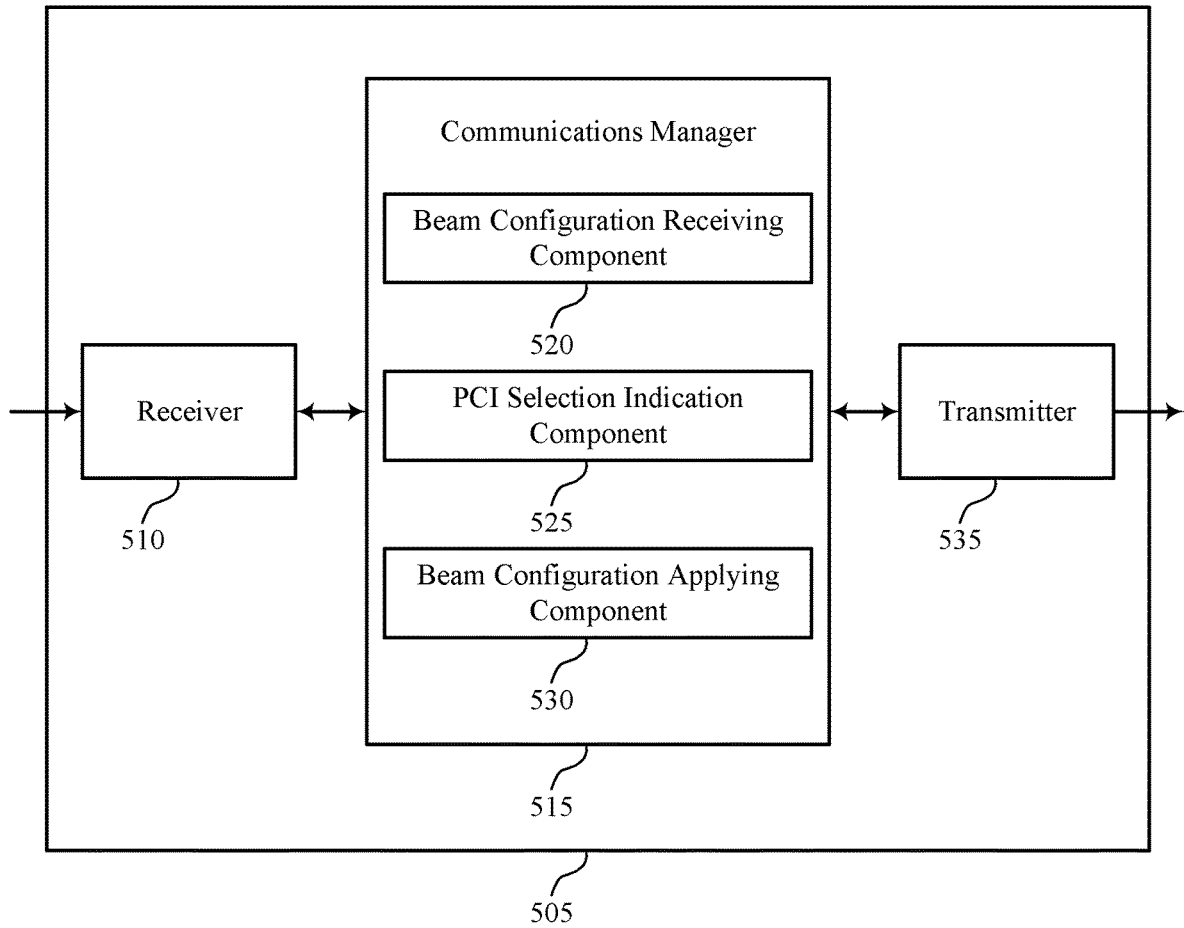 Communications Manager
Beam Configuration Receiving
Component
520
Receiver
510
PCI Selection Indication
Component
525
Transmitter
535
Beam Configuration Applying
Component
530
515
505